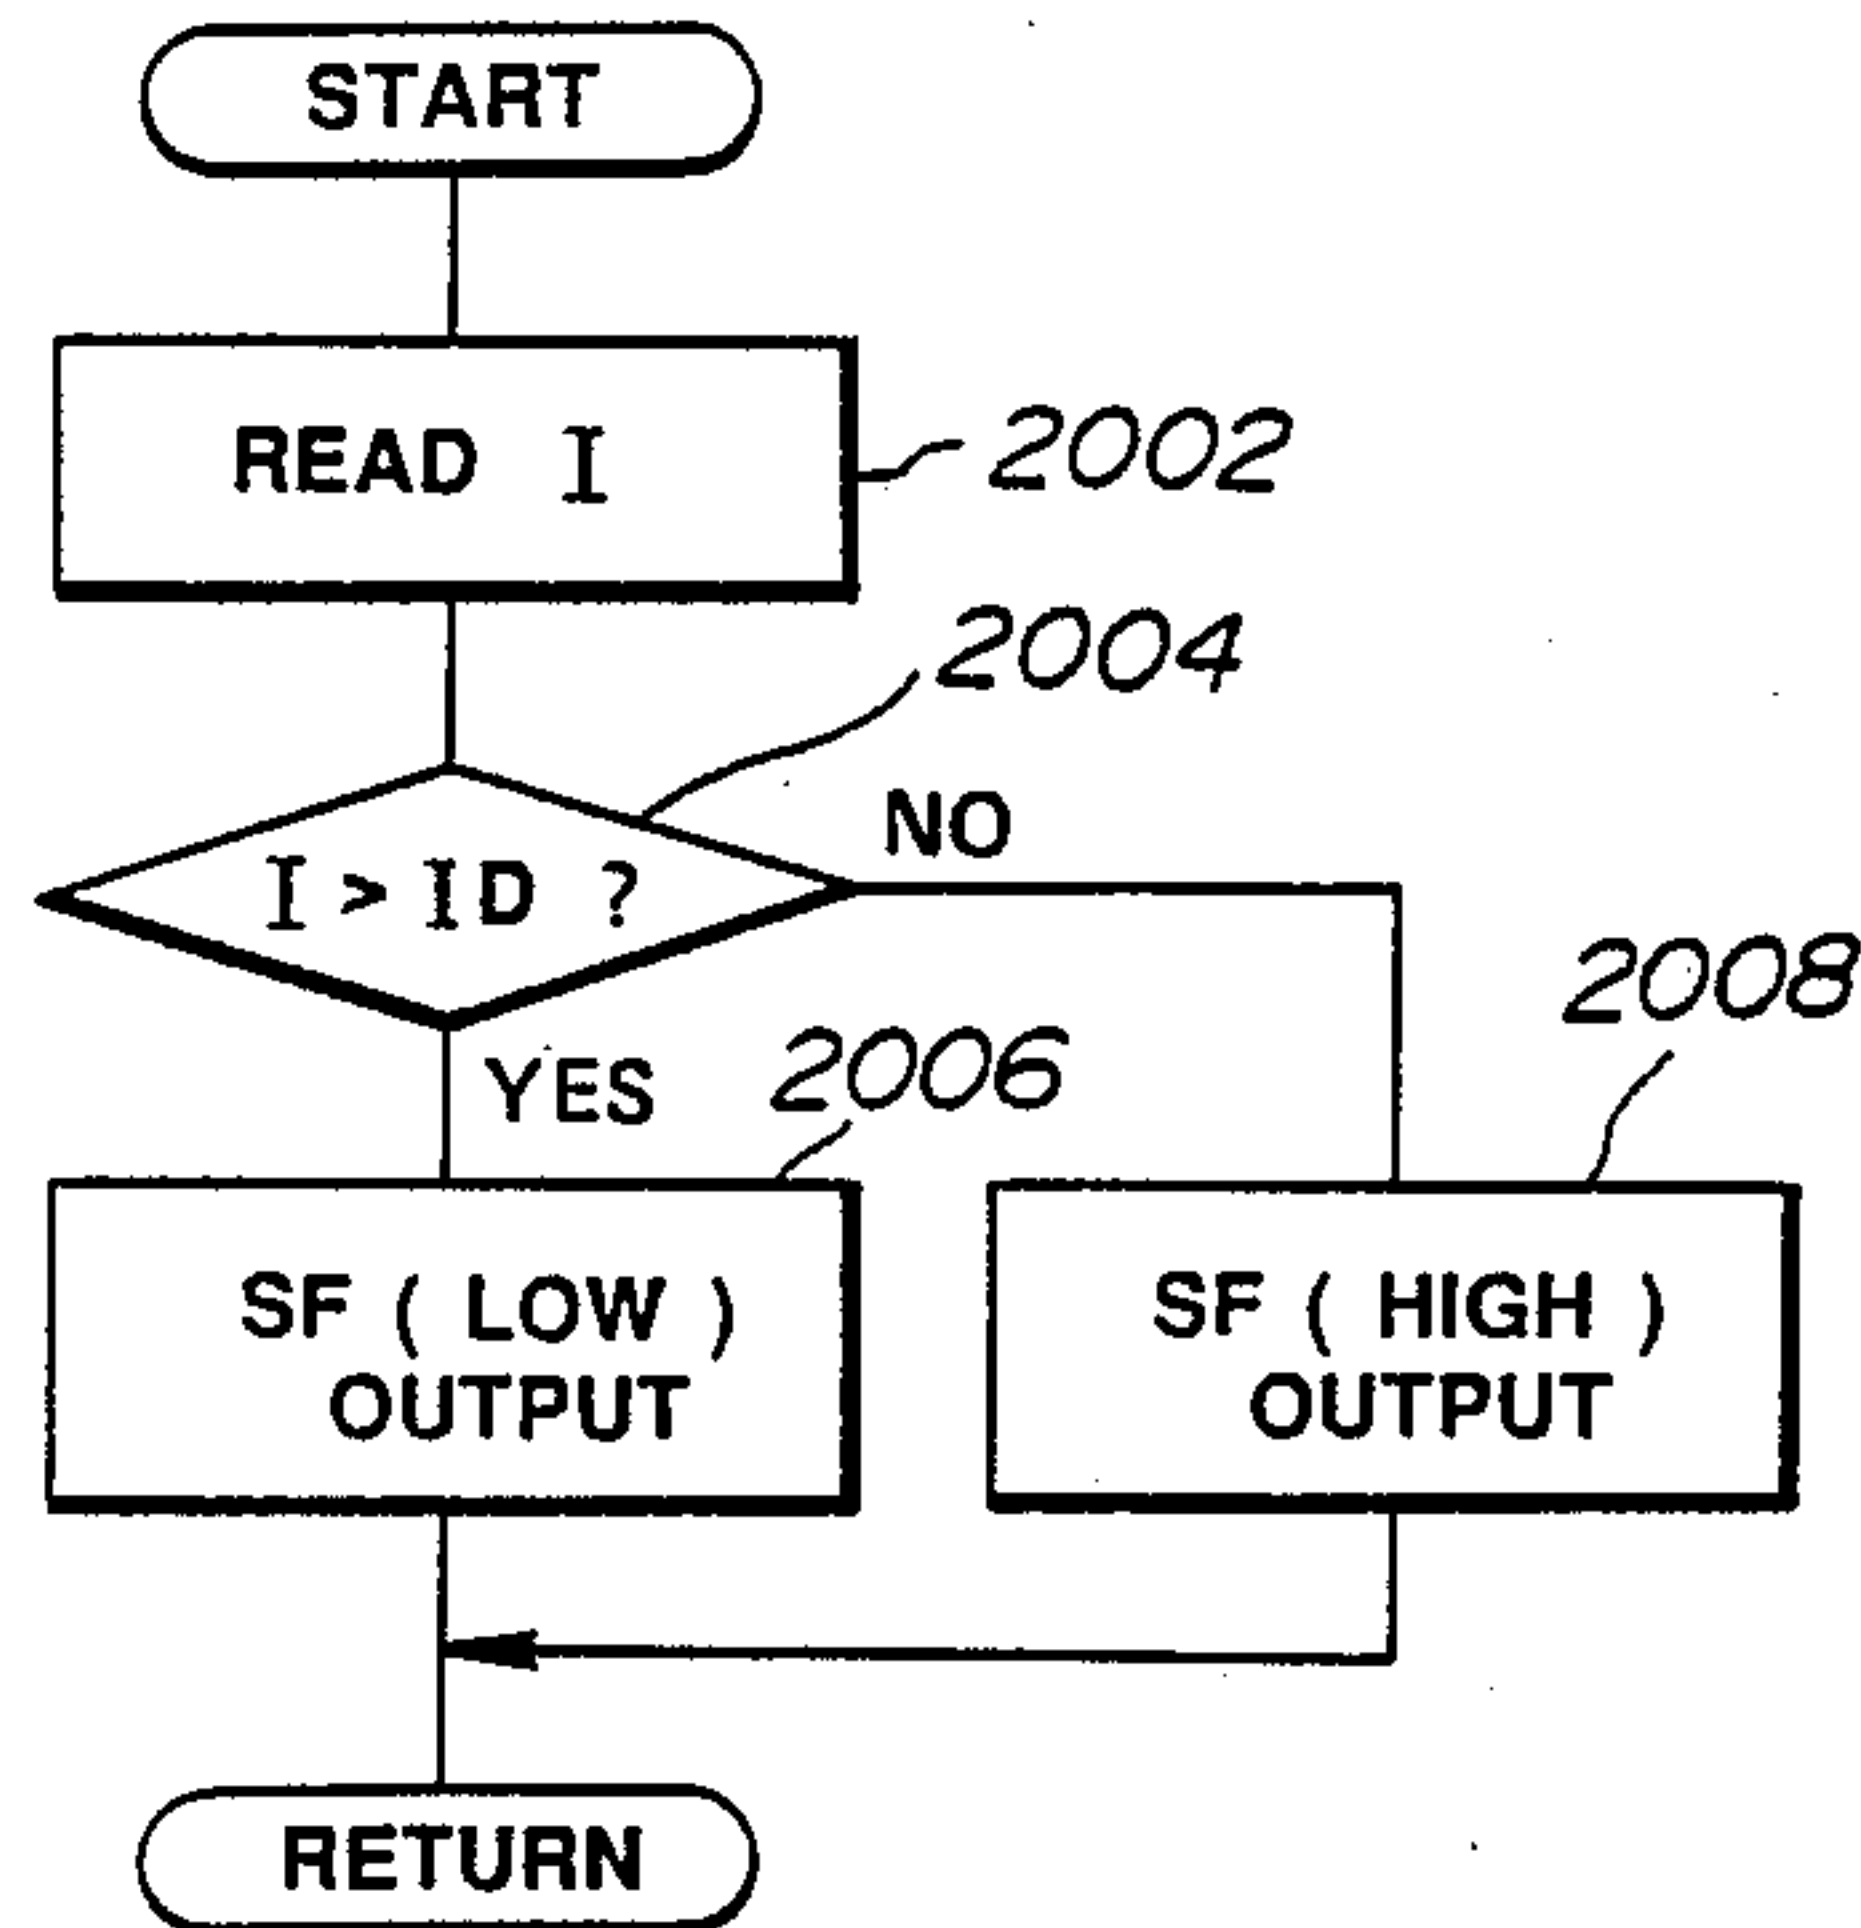 START
READ I
2002
2004
I > ID ?
NO
YES
2006
2008
SF ( LOW )
OUTPUT
SF ( HIGH )
OUTPUT
RETURN